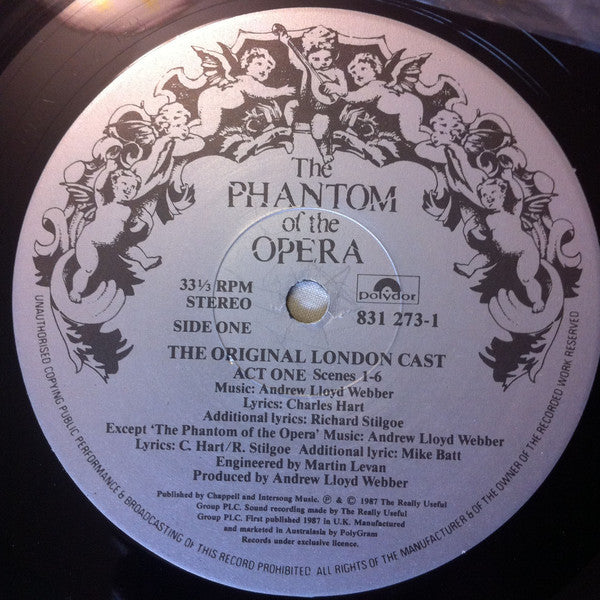 The
PHANTOM
of the
OPERA
33⅓ RPM
STEREO
SIDE ONE
polydor
831 273-1
THE ORIGINAL LONDON CAST
ACT ONE Scenes 1-6
Music: Andrew Lloyd Webber
Lyrics: Charles Hart
Additional lyrics: Richard Stilgoe
Except ‘The Phantom of the Opera’ Music: Andrew Lloyd Webber
Lyrics: C. Hart/R. Stilgoe Additional lyric: Mike Batt
Engineered by Martin Levan
Produced by Andrew Lloyd Webber
Published by Chappell and Intersong Music. ℗ & © 1987 The Really Useful
Group PLC. Sound recording made by The Really Useful
Group PLC. First published 1987 in U.K. Manufactured
and marketed in Australasia by PolyGram
Records under exclusive licence.
UNAUTHORISED COPYING PUBLIC PERFORMANCE & BROADCASTING OF THIS RECORD PROHIBITED ALL RIGHTS OF THE MANUFACTURER & OF THE OWNER OF THE RECORDED WORK RESERVED